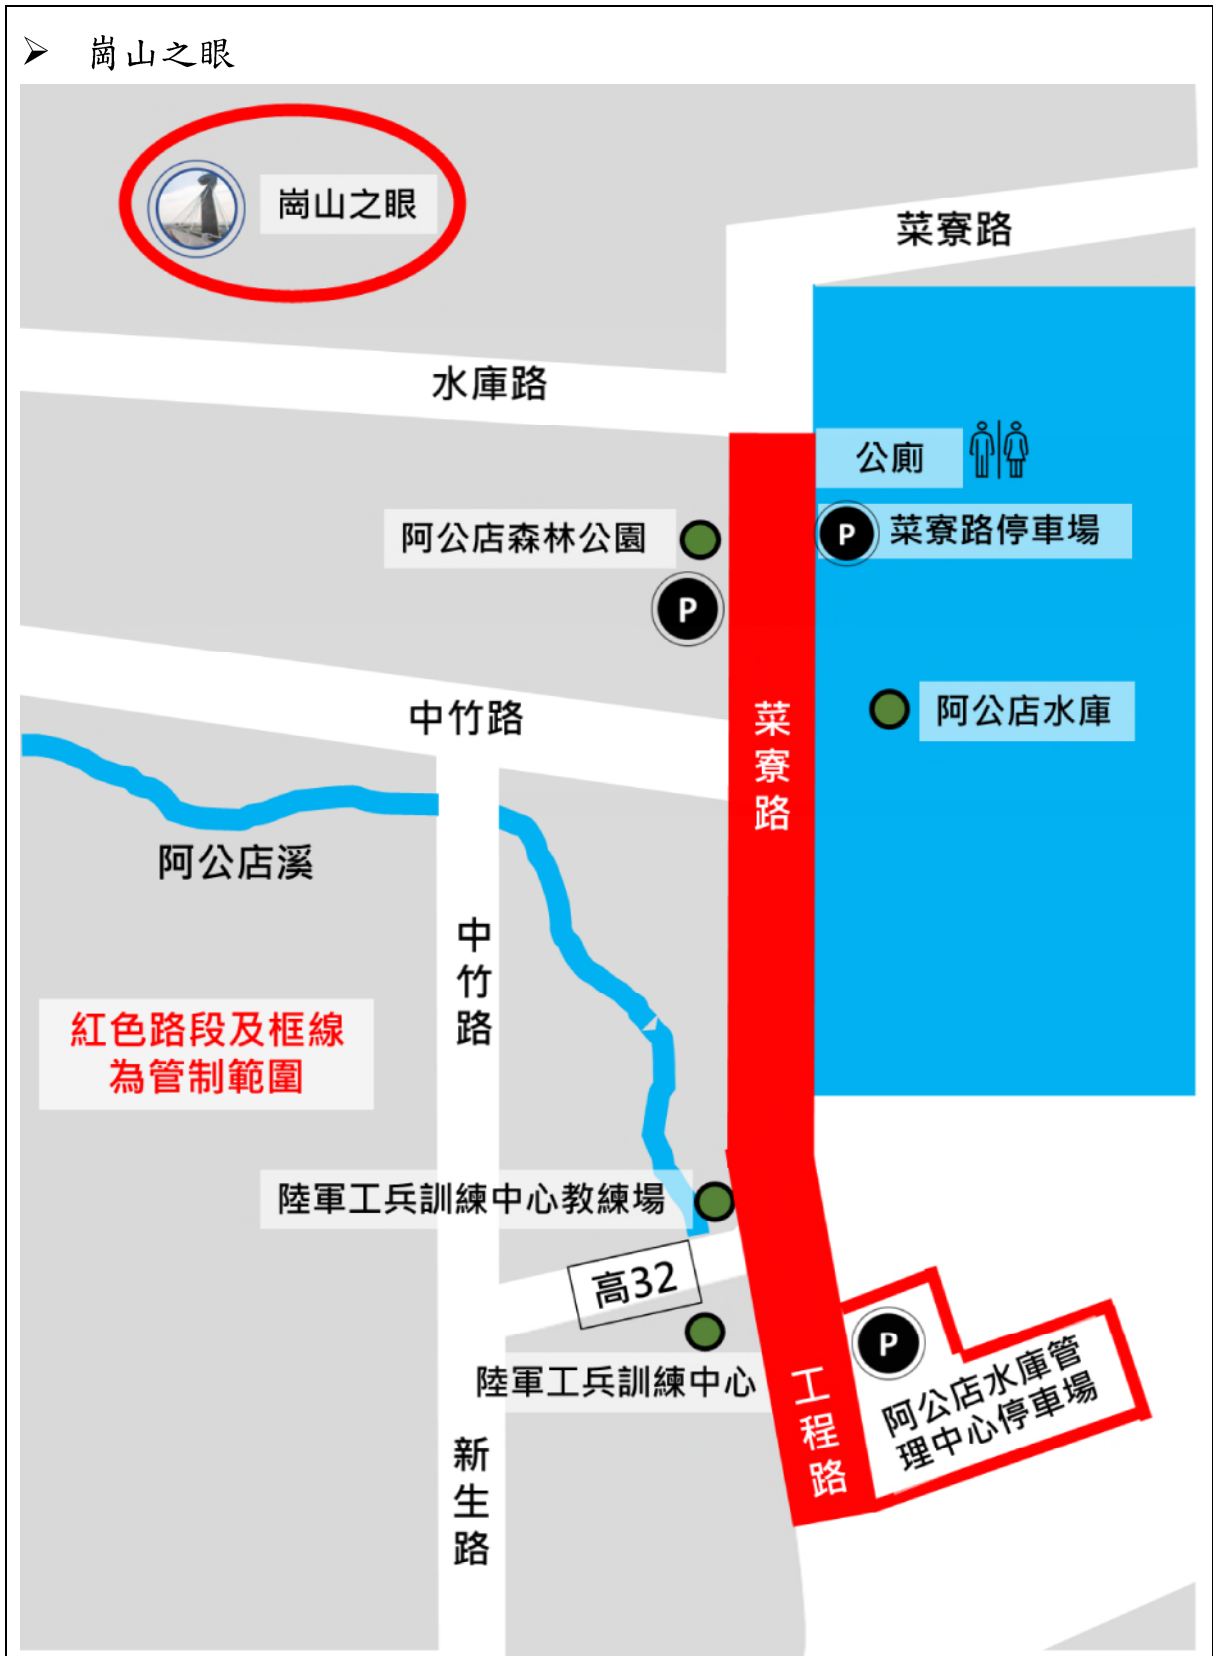 ➢ 崗山之眼
崗山之眼
菜寮路
水庫路
公廁
阿公店森林公園
P
菜寮路停車場
P
中竹路
菜寮路
阿公店水庫
阿公店溪
中竹路
紅色路段及框線
為管制範圍
陸軍工兵訓練中心教練場
高32
P
陸軍工兵訓練中心
工程路
阿公店水庫管
理中心停車場
新生路